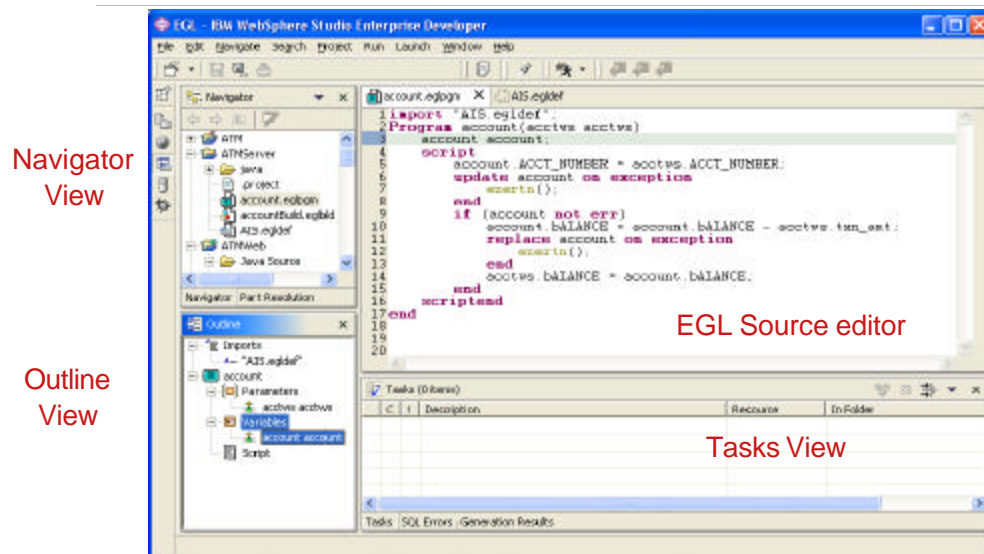 EGL - IBM WebSphere Studio Enterprise Developer
File Edit Navigate Search Project Run Launch Window Help
Navigator
ATM
ATMServer
java
.project
account.eglpgm
accountBuild.eglbld
AIS.egldef
ATMWeb
Java Source
Navigator Part Resolution
Navigator
View
account.eglpgm AIS.egldef
1 import "AIS.egldef";
2 Program account(acctws acctws)
3 account account;
4 script
5 account.ACCT_NUMBER = acctws.ACCT_NUMBER;
6 update account on exception
7 ezertn();
8 end
9 if (account not err)
10 account.bALANCE = account.bALANCE - acctws.txn_amt;
11 replace account on exception
12 ezertn();
13 end
14 acctws.bALANCE = account.bALANCE;
15 end
16 scriptend
17 end
18
19
20
EGL Source editor
Outline
Imports
"AIS.egldef"
account
Parameters
acctws acctws
Variables
account account
Script
Outline
View
Tasks (0 items)
C ! Description Resource In Folder
Tasks View
Tasks SQL Errors Generation Results